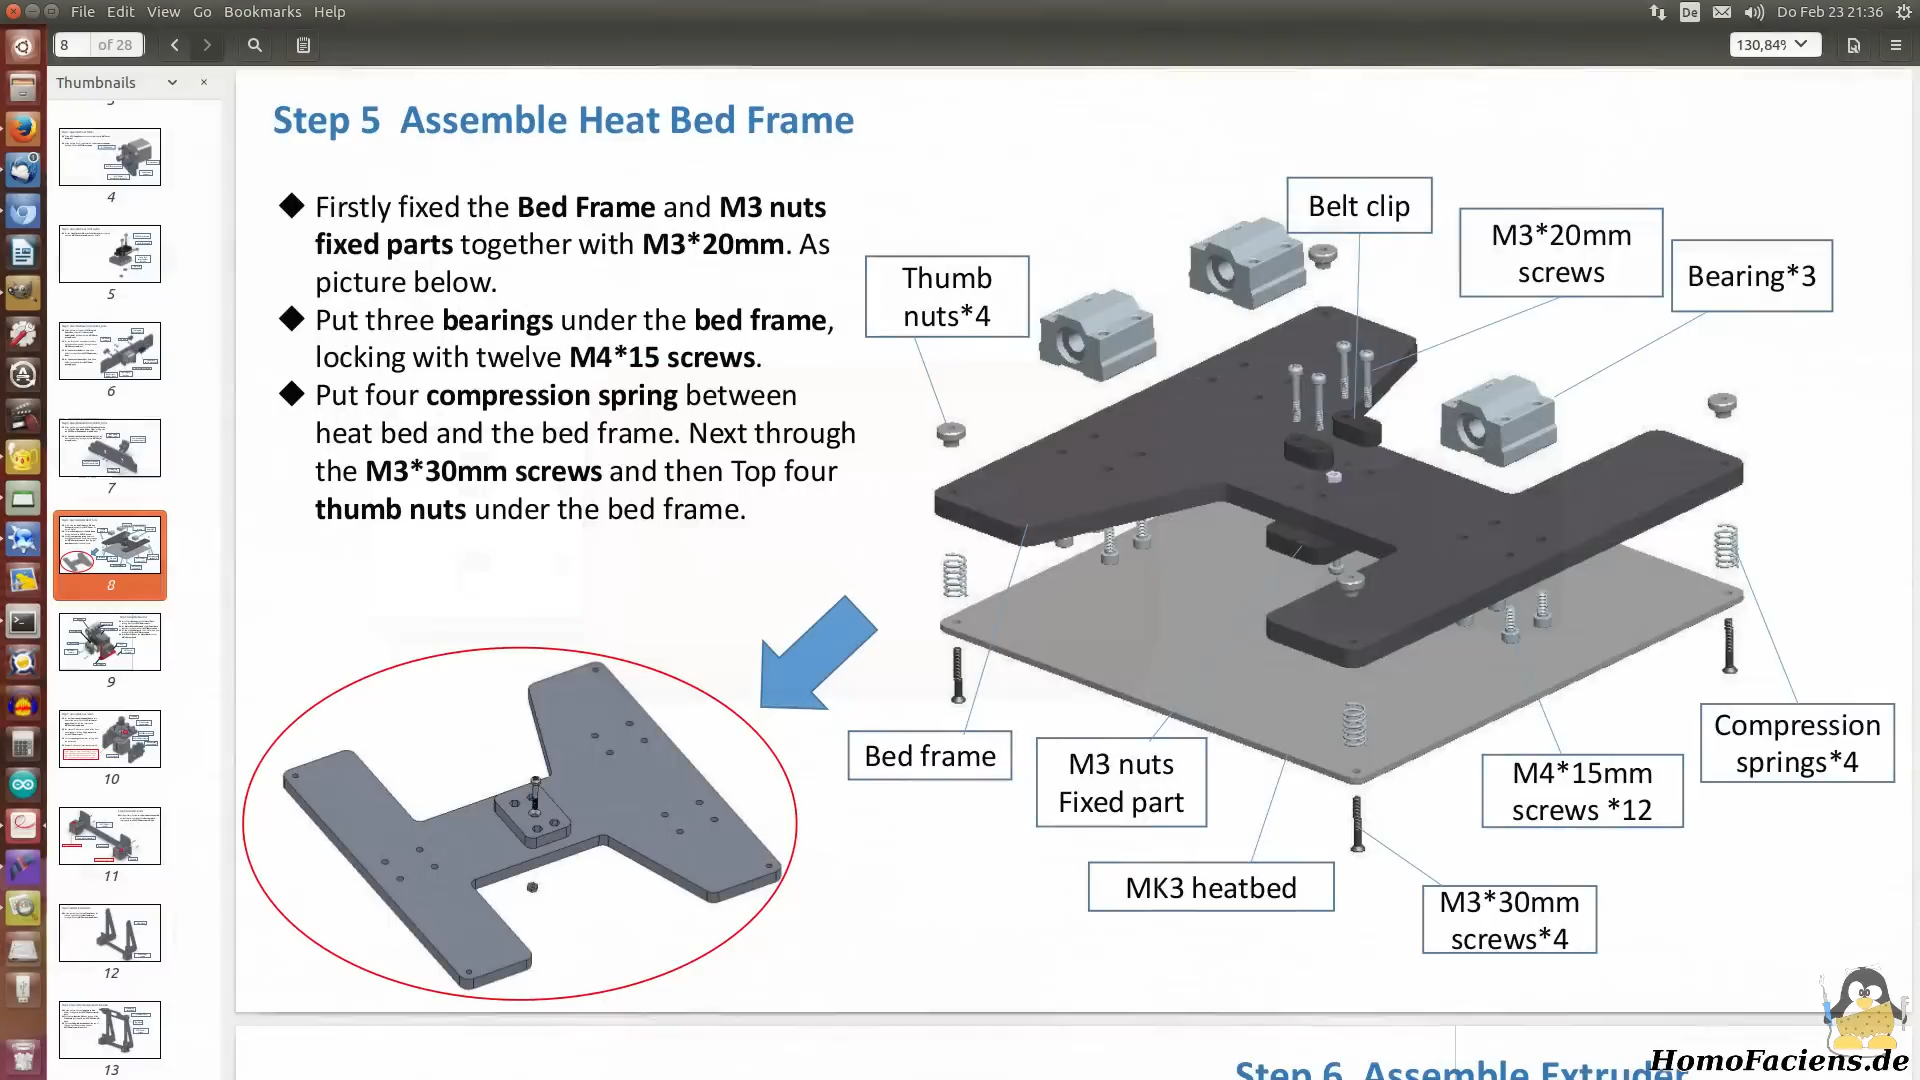 File Edit View Go Bookmarks Help
De Do Feb 23 21:36
8 of 28
130,84%
Thumbnails
4
5
6
7
8
9
10
11
12
13
Step 5 Assemble Heat Bed Frame
Firstly fixed the Bed Frame and M3 nuts
fixed parts together with M3*20mm. As
picture below.
Put three bearings under the bed frame,
locking with twelve M4*15 screws.
Put four compression spring between
heat bed and the bed frame. Next through
the M3*30mm screws and then Top four
thumb nuts under the bed frame.
Belt clip
M3*20mm
screws
Bearing*3
Thumb
nuts*4
Bed frame
M3 nuts
Fixed part
M4*15mm
screws *12
Compression
springs*4
MK3 heatbed
M3*30mm
screws*4
Step 6 Assemble Extruder
HomoFaciens.de